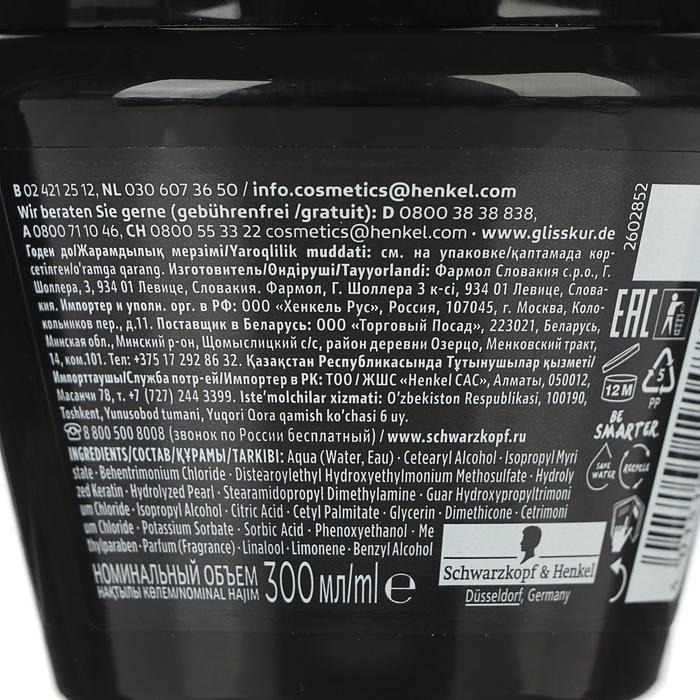 B 02 421 25 12, NL 030 607 36 50 / info.cosmetics@henkel.com
Wir beraten Sie gerne (gebührenfrei /gratuit): D 0800 38 38 838,
A 0800 71 10 46, CH 0800 55 33 22 cosmetics@henkel.com · www.glisskur.de
Годен до/Жарамдылық мерзімі/Yaroqlilik muddati: см. на упаковке/қаптамада көр-
сетілген/o'ramga qarang. Изготовитель/Өндіруші/Tayyorlandi: Фармол Словакия с.р.о., Г.
Шоллера, 3, 934 01 Левице, Словакия. Фармол, Г. Шоллера 3 к-сі, 934 01 Левице, Слова-
кия. Импортер и уполн. орг. в РФ: ООО «Хенкель Рус», Россия, 107045, г. Москва, Коло-
кольников пер., д.11. Поставщик в Беларусь: ООО "Торговый Посад", 223021, Беларусь,
Минская обл., Минский р-он, Щомыслицкий с/с, район деревни Озерцо, Менковский тракт,
14, ком.101. Тел: +375 17 292 86 32. Қазақстан Республикасында Тұтынушылар қызметі/
Импорттаушы/Служба потр-ей/Импортер в РК: ТОО / ЖШС «Henkel САС», Алматы, 050012,
Масанчи 78, т. +7 (727) 244 3399. Iste'molchilar xizmati: O'zbekiston Respublikasi, 100190,
Toshkent, Yunusobod tumani, Yuqori Qora qamish ko'chasi 6 uy.
☎8 800 500 8008 (звонок по России бесплатный) / www.schwarzkopf.ru
INGREDIENTS/СОСТАВ/ҚҰРАМЫ/TARKIBI: Aqua (Water, Eau) · Cetearyl Alcohol · Isopropyl Myri
state · Behentrimonium Chloride · Distearoylethyl Hydroxyethylmonium Methosulfate · Hydroly
zed Keratin · Hydrolyzed Pearl · Stearamidopropyl Dimethylamine · Guar Hydroxypropyltrimoni
um Chloride · Isopropyl Alcohol · Citric Acid · Cetyl Palmitate · Glycerin · Dimethicone · Cetrimoni
um Chloride · Potassium Sorbate · Sorbic Acid · Phenoxyethanol · Me
thylparaben · Parfum (Fragrance) · Linalool · Limonene · Benzyl Alcohol
НОМИНАЛЬНЫЙ ОБЪЕМ
НАҚТЫЛЫ КӨЛЕМ/NOMINAL HAJIM
300 мл/ml e
Schwarzkopf & Henkel
Düsseldorf, Germany
2602852
EAC
12 M
5
PP
BE
SMARTER
SAVE
WATER
RECYCLE